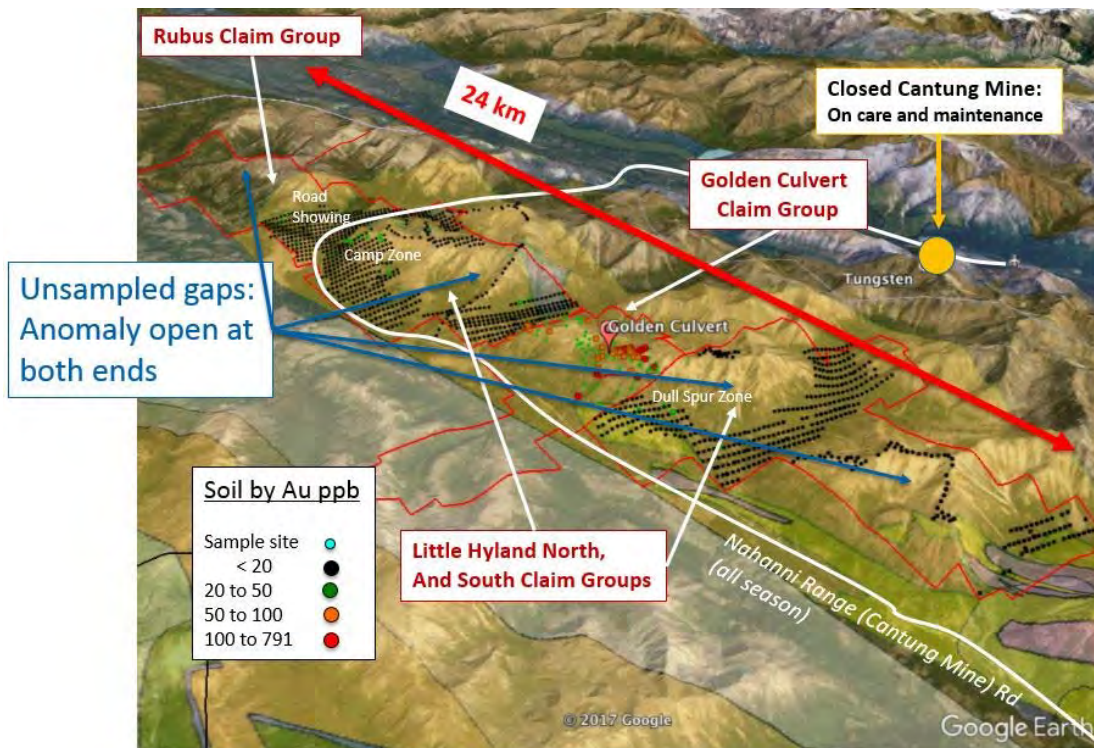 Rubus Claim Group
24 km
Closed Cantung Mine:
On care and maintenance
Golden Culvert
Claim Group
Road
Showing
Camp Zone
Tungsten
Unsampled gaps:
Anomaly open at
both ends
Golden Culvert
Dull Spur Zone
Soil by Au ppb
Sample site
< 20
20 to 50
50 to 100
100 to 791
Little Hyland North,
And South Claim Groups
Nahanni Range (Cantung Mine) Rd
(all season)
© 2017 Google
Google Earth